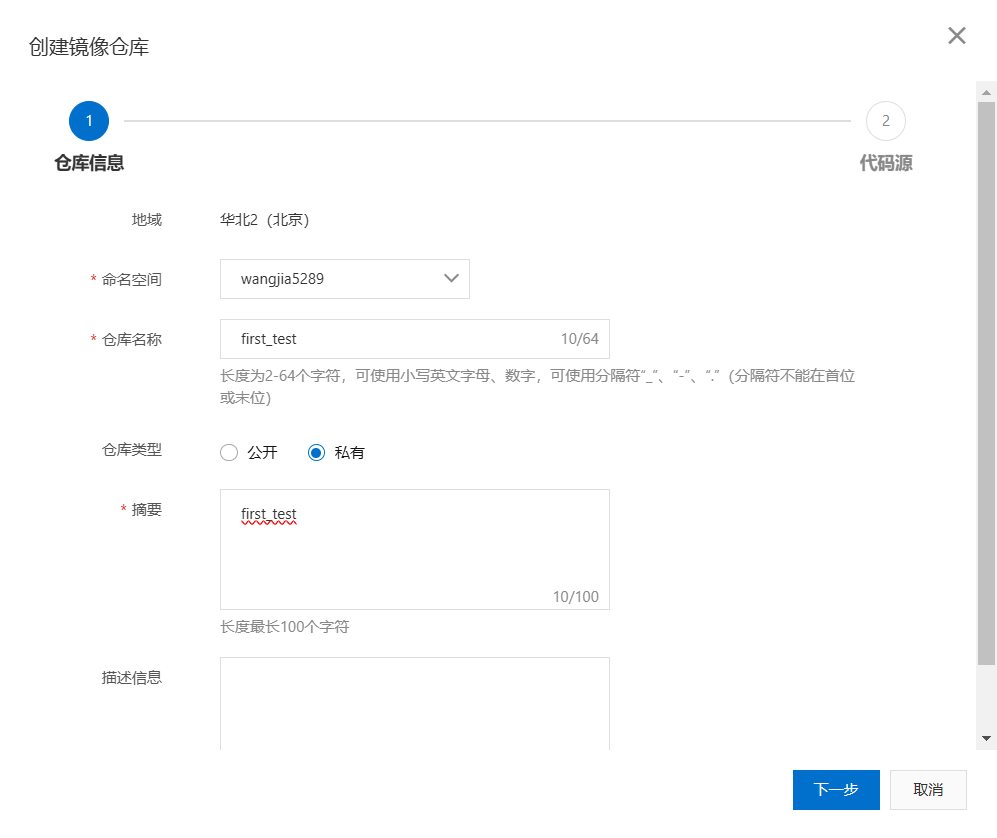 创建镜像仓库
1
2
仓库信息
代码源
地域
华北2（北京）
* 命名空间
wangjia5289
* 仓库名称
first_test
10/64
长度为2-64个字符，可使用小写英文字母、数字，可使用分隔符“_”、“-”、“.”（分隔符不能在首位
或末位）
仓库类型
公开
私有
* 摘要
first_test
10/100
长度最长100个字符
描述信息
下一步
取消